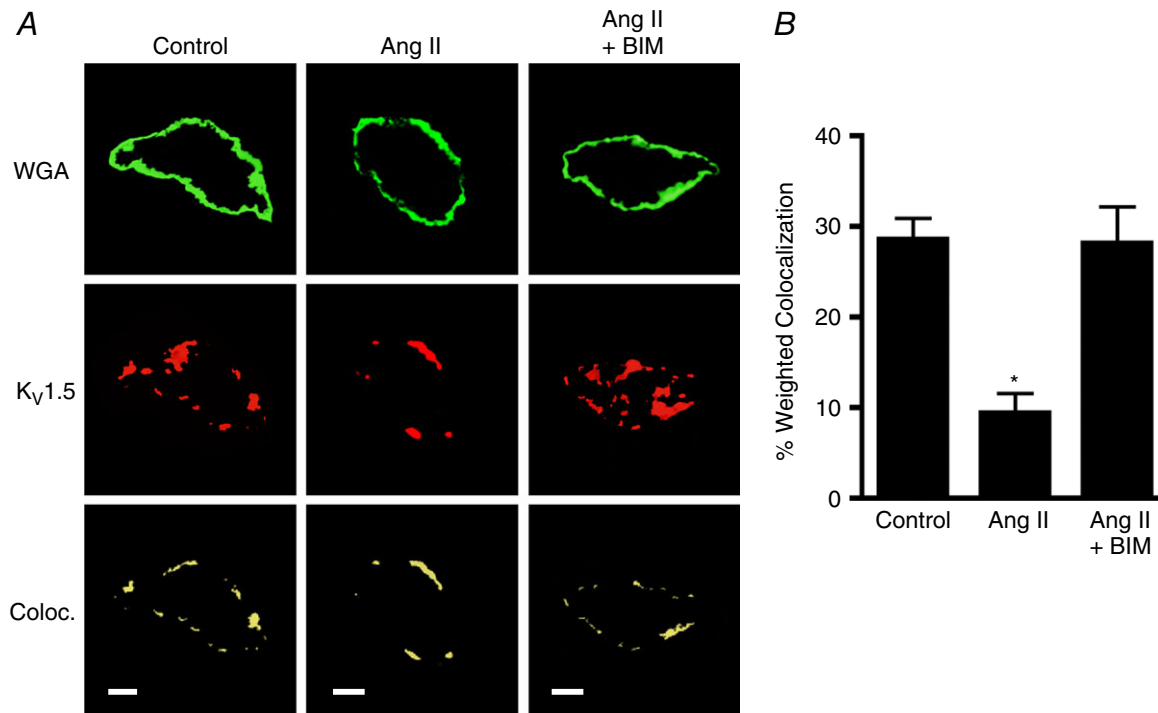 A
Control
Ang II
Ang II
+ BIM
WGA
K_V1.5
Coloc.
B
% Weighted Colocalization
40
30
20
10
0
*
Control
Ang II
Ang II
+ BIM